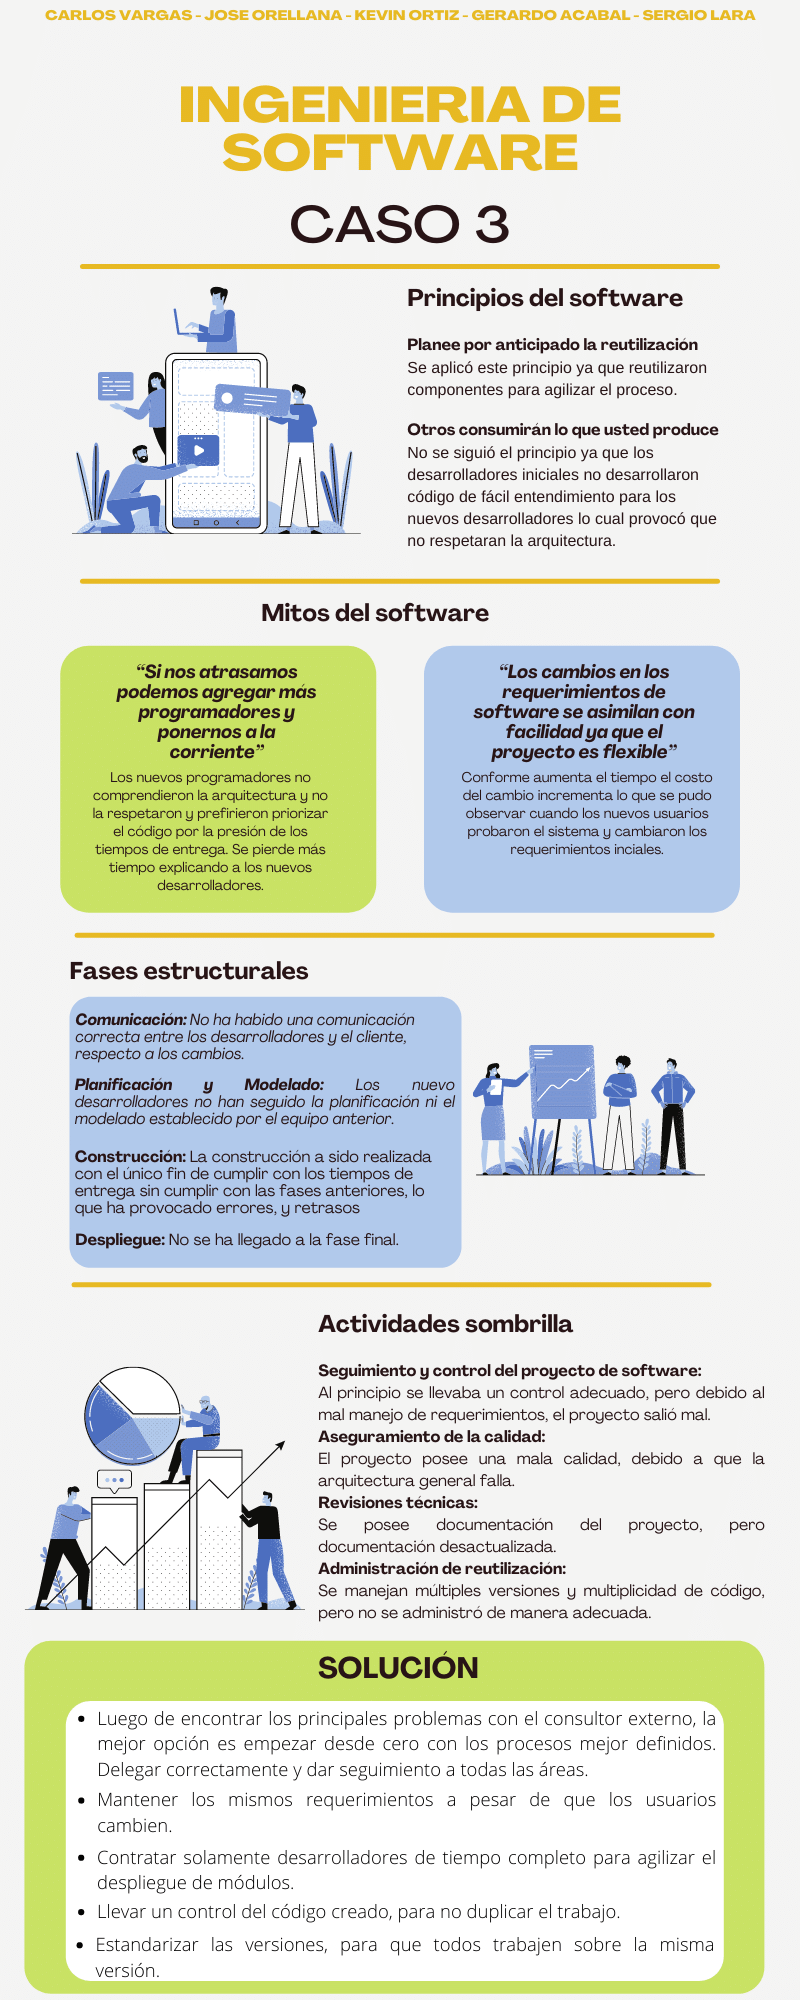 CARLOS VARGAS - JOSE ORELLANA - KEVIN ORTIZ - GERARDO ACABAL - SERGIO LARA
INGENIERIA DE
SOFTWARE
CASO 3
Principios del software
Planee por anticipado la reutilización
Se aplicó este principio ya que reutilizaron
componentes para agilizar el proceso.
Otros consumirán lo que usted produce
No se siguió el principio ya que los
desarrolladores iniciales no desarrollaron
código de fácil entendimiento para los
nuevos desarrolladores lo cual provocó que
no respetaran la arquitectura.
Mitos del software
“Si nos atrasamos
podemos agregar más
programadores y
ponernos a la
corriente”
Los nuevos programadores no
comprendieron la arquitectura y no
la respetaron y prefirieron priorizar
el código por la presión de los
tiempos de entrega. Se pierde más
tiempo explicando a los nuevos
desarrolladores.
“Los cambios en los
requerimientos de
software se asimilan con
facilidad ya que el
proyecto es flexible”
Conforme aumenta el tiempo el costo
del cambio incrementa lo que se pudo
observar cuando los nuevos usuarios
probaron el sistema y cambiaron los
requerimientos inciales.
Fases estructurales
Comunicación: No ha habido una comunicación
correcta entre los desarrolladores y el cliente,
respecto a los cambios.
Planificación y Modelado: Los nuevo
desarrolladores no han seguido la planificación ni el
modelado establecido por el equipo anterior.
Construcción: La construcción a sido realizada
con el único fin de cumplir con los tiempos de
entrega sin cumplir con las fases anteriores, lo
que ha provocado errores, y retrasos
Despliegue: No se ha llegado a la fase final.
Actividades sombrilla
Seguimiento y control del proyecto de software:
Al principio se llevaba un control adecuado, pero debido al
mal manejo de requerimientos, el proyecto salió mal.
Aseguramiento de la calidad:
El proyecto posee una mala calidad, debido a que la
arquitectura general falla.
Revisiones técnicas:
Se posee documentación del proyecto, pero
documentación desactualizada.
Administración de reutilización:
Se manejan múltiples versiones y multiplicidad de código,
pero no se administró de manera adecuada.
SOLUCIÓN
• Luego de encontrar los principales problemas con el consultor externo, la
mejor opción es empezar desde cero con los procesos mejor definidos.
Delegar correctamente y dar seguimiento a todas las áreas.
• Mantener los mismos requerimientos a pesar de que los usuarios
cambien.
• Contratar solamente desarrolladores de tiempo completo para agilizar el
despliegue de módulos.
• Llevar un control del código creado, para no duplicar el trabajo.
• Estandarizar las versiones, para que todos trabajen sobre la misma
versión.